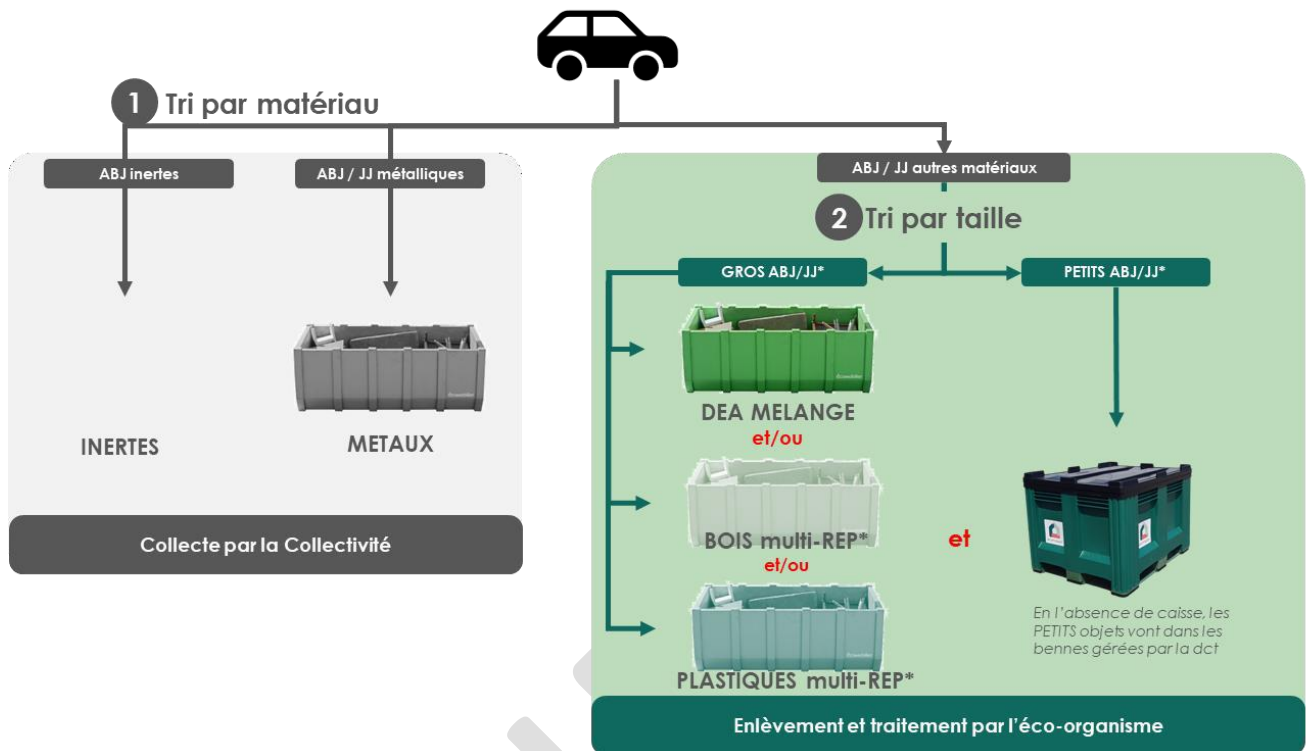 1 Tri par matériau
ABJ inertes
ABJ / JJ métalliques
ABJ / JJ autres matériaux
2 Tri par taille
GROS ABJ/JJ*
PETITS ABJ/JJ*
INERTES
METAUX
DEA MELANGE
et/ou
BOIS multi-REP*
et/ou
PLASTIQUES multi-REP*
et
En l'absence de caisse, les
PETITS objets vont dans les
bennes gérées par la dct
Collecte par la Collectivité
Enlèvement et traitement par l'éco-organisme